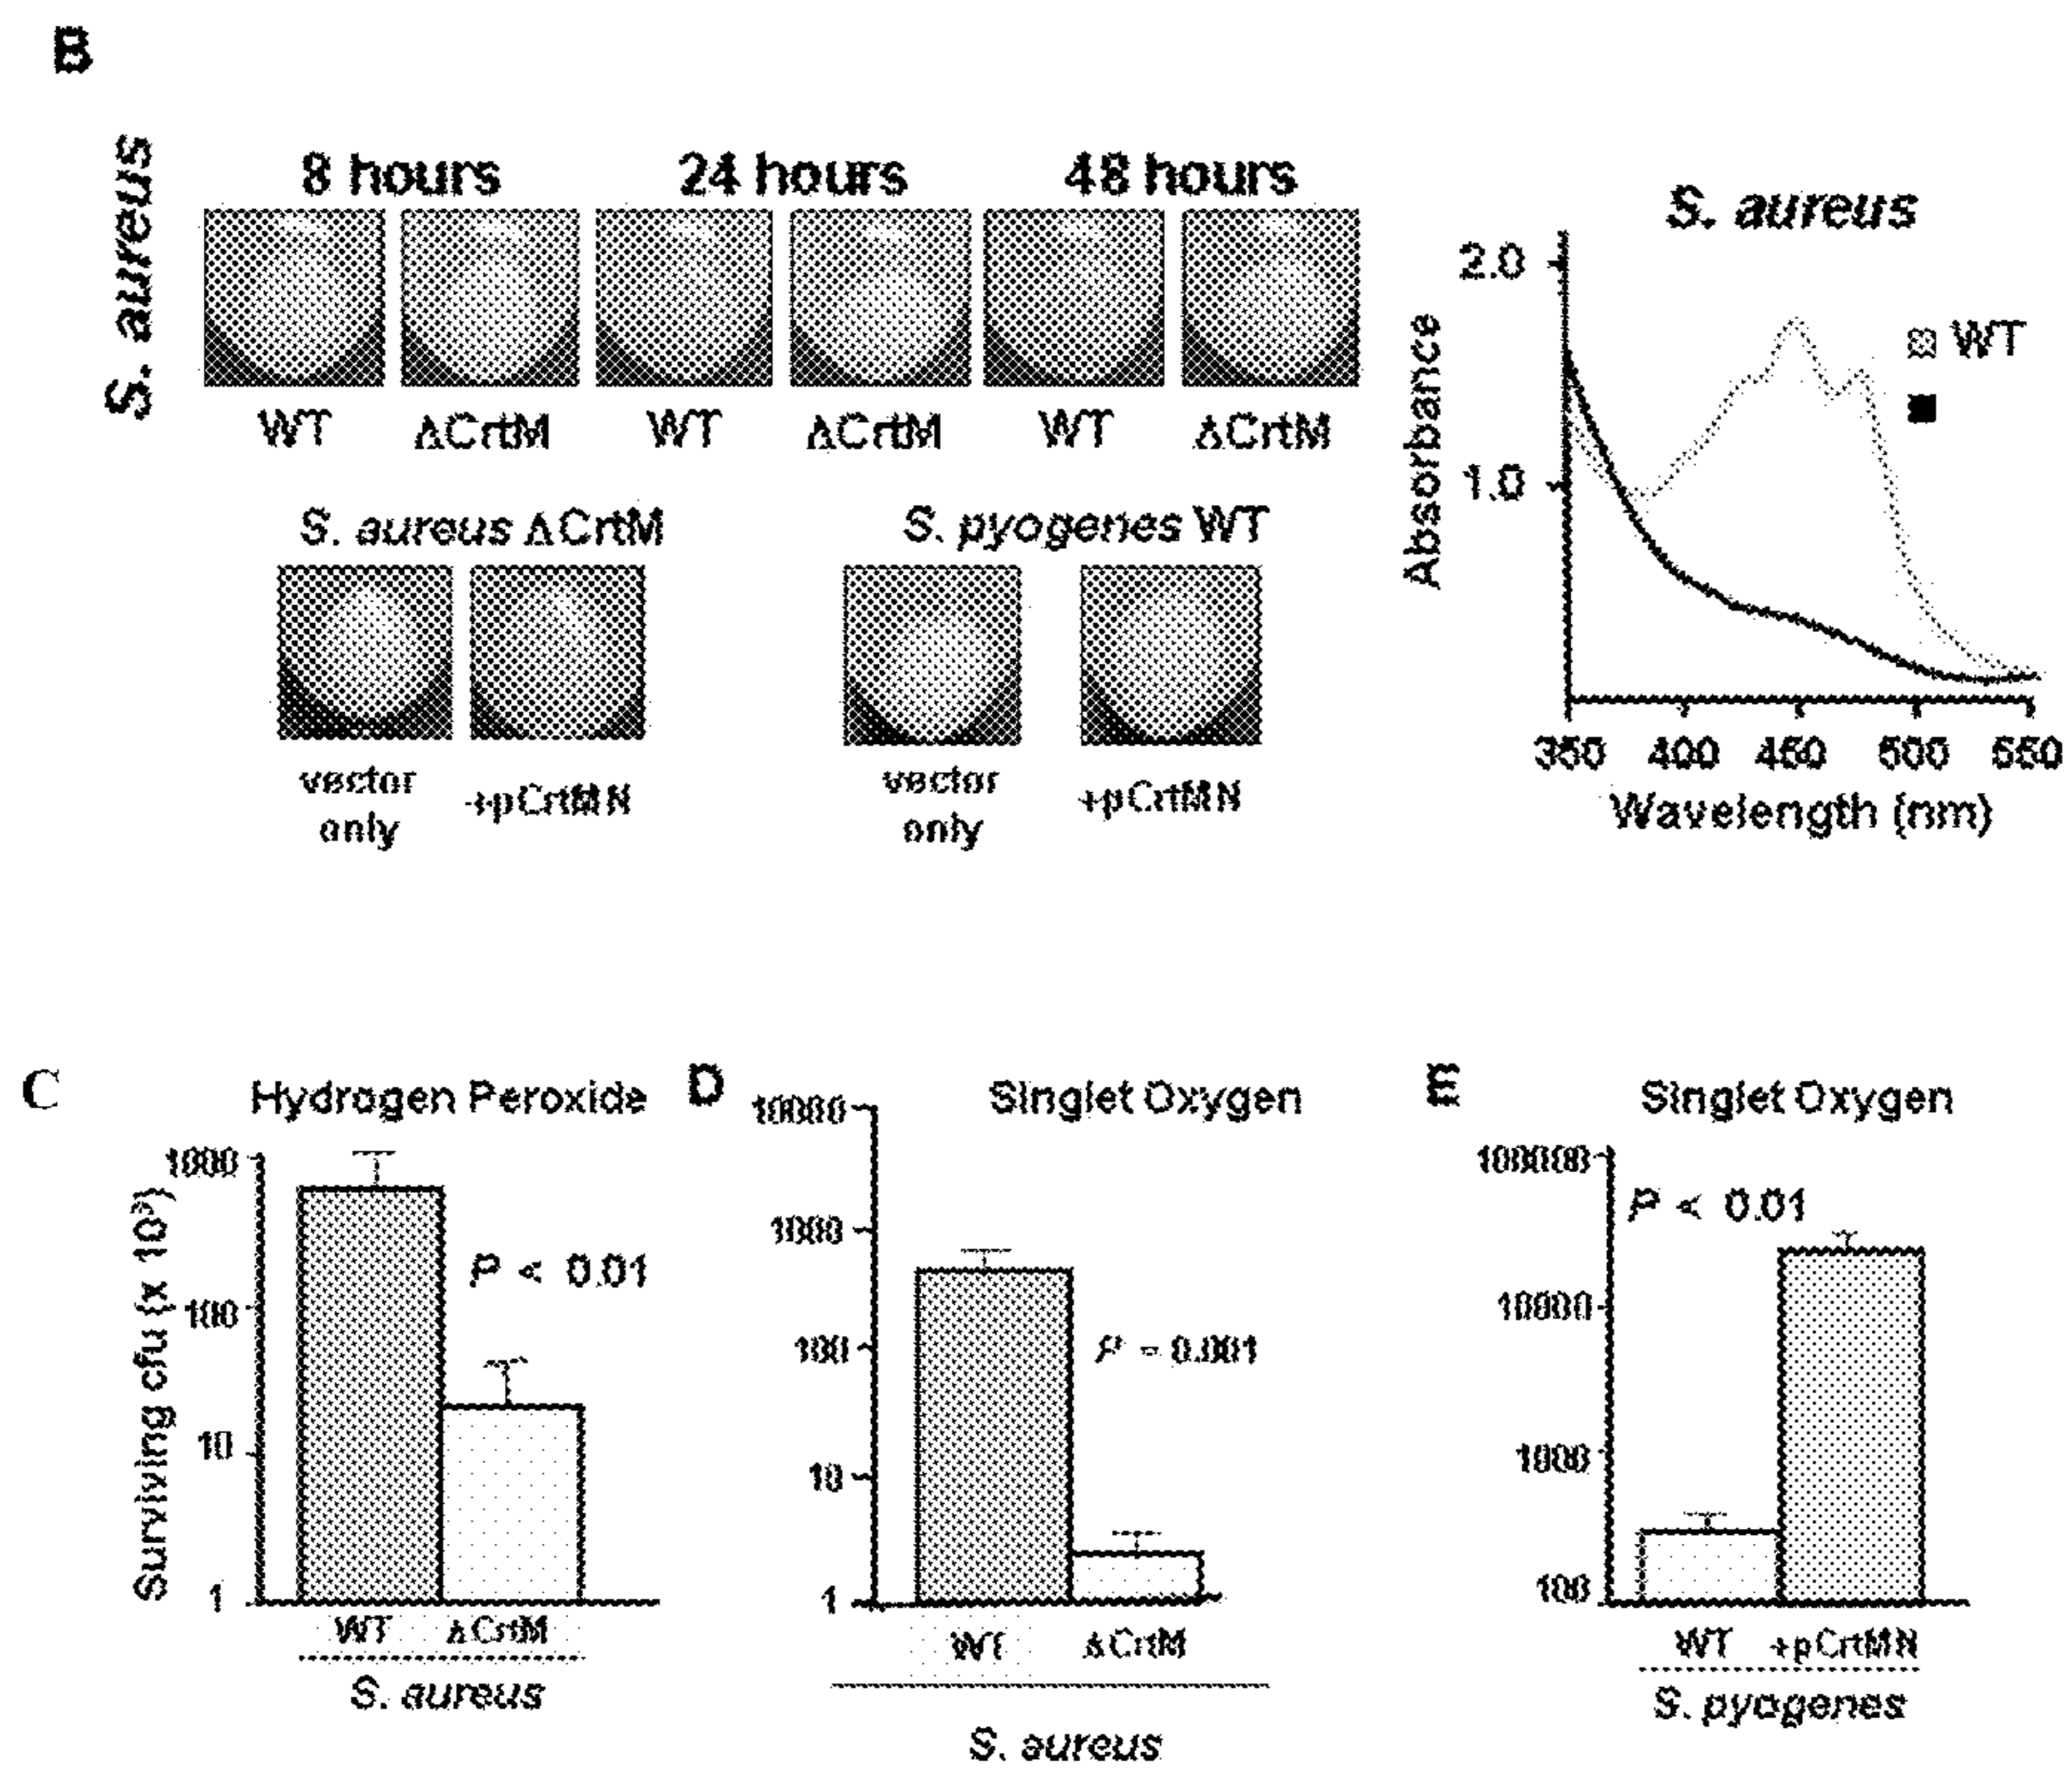 B
S. aureus
8 hours 24 hours 48 hours
WT ΔCrtM WT ΔCrtM WT ΔCrtM
S. aureus ΔCrtM S. pyogenes WT
vector only +pCrtMN vector only +pCrtMN
S. aureus
Absorbance
2.0
1.0
WT
350 400 450 500 550
Wavelength (nm)
C
Hydrogen Peroxide
Surviving cfu (x 10³)
1000
100
10
1
P < 0.01
WT ΔCrtM
S. aureus
D
Singlet Oxygen
10000
1000
100
10
1
P = 0.001
WT ΔCrtM
S. aureus
E
Singlet Oxygen
100000
10000
1000
100
P < 0.01
WT +pCrtMN
S. pyogenes